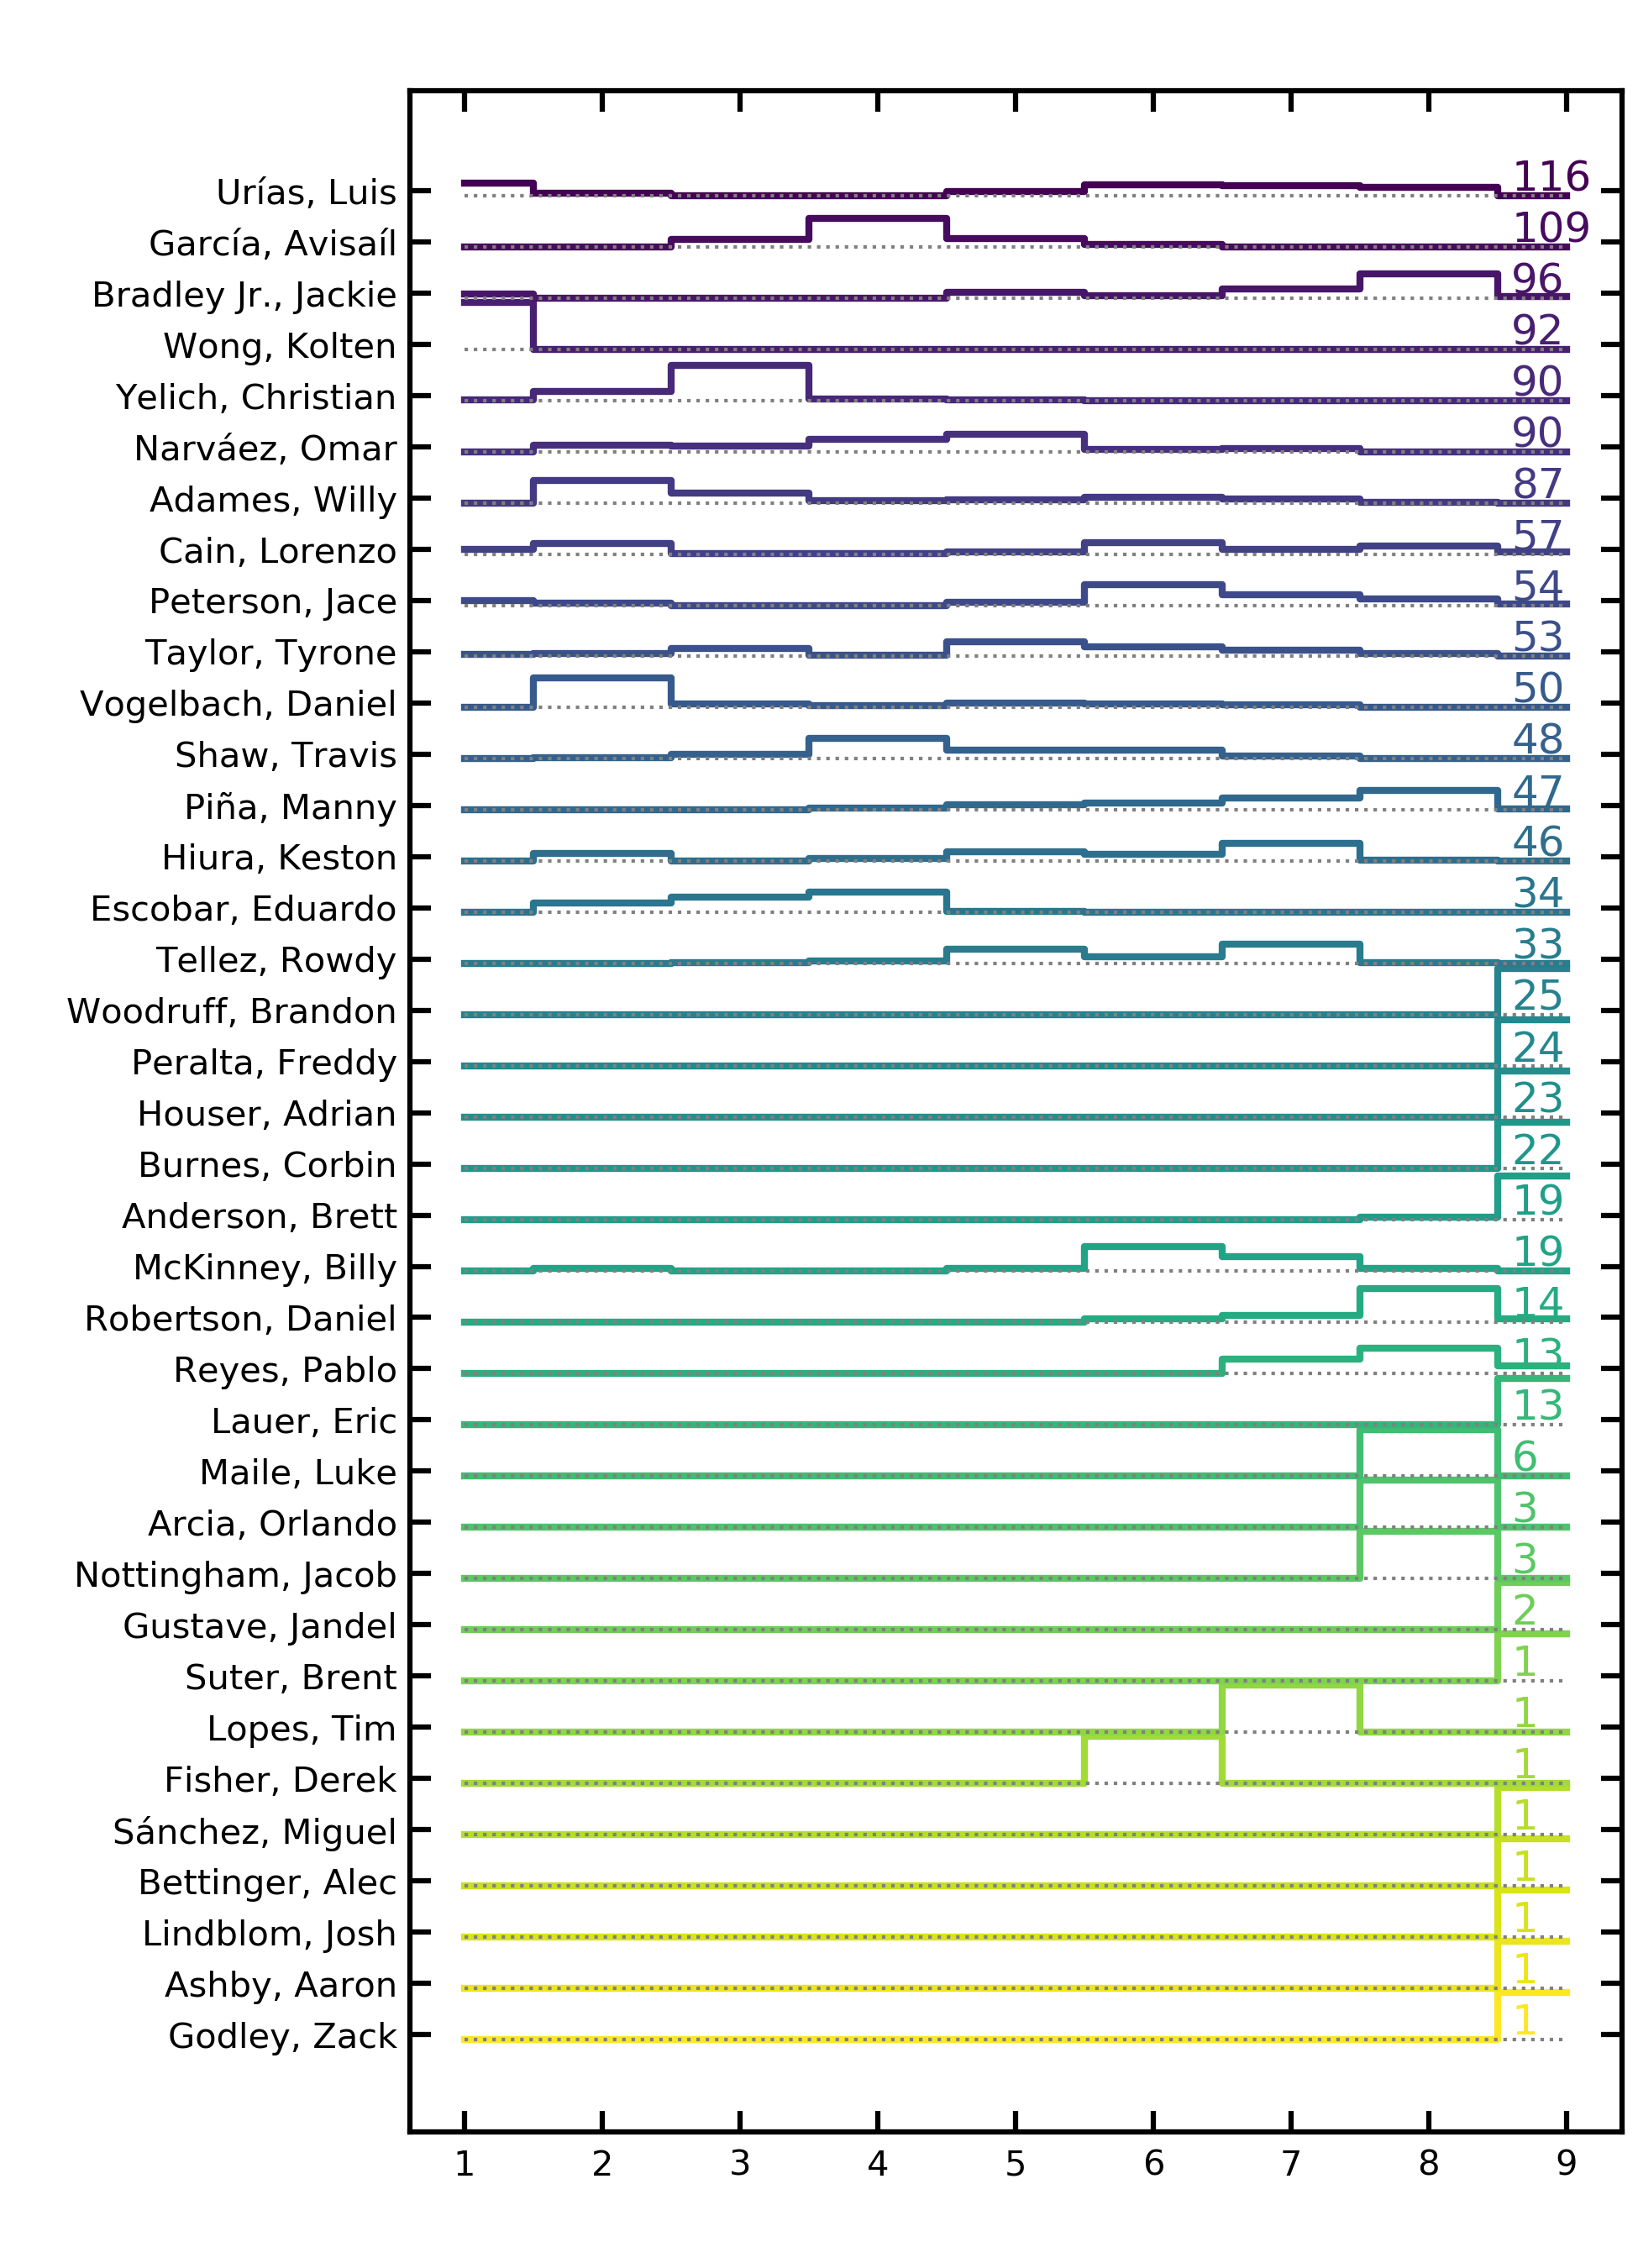 Urías, Luis 116
García, Avisaíl 109
Bradley Jr., Jackie 96
Wong, Kolten 92
Yelich, Christian 90
Narváez, Omar 90
Adames, Willy 87
Cain, Lorenzo 57
Peterson, Jace 54
Taylor, Tyrone 53
Vogelbach, Daniel 50
Shaw, Travis 48
Piña, Manny 47
Hiura, Keston 46
Escobar, Eduardo 34
Tellez, Rowdy 33
Woodruff, Brandon 25
Peralta, Freddy 24
Houser, Adrian 23
Burnes, Corbin 22
Anderson, Brett 19
McKinney, Billy 19
Robertson, Daniel 14
Reyes, Pablo 13
Lauer, Eric 13
Maile, Luke 6
Arcia, Orlando 3
Nottingham, Jacob 3
Gustave, Jandel 2
Suter, Brent 1
Lopes, Tim 1
Fisher, Derek 1
Sánchez, Miguel 1
Bettinger, Alec 1
Lindblom, Josh 1
Ashby, Aaron 1
Godley, Zack 1
1 2 3 4 5 6 7 8 9